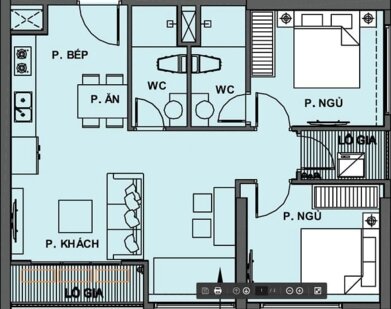 P. BẾP
P. ĂN
WC
WC
P. NGỦ
LÔ GIA
P. NGỦ
P. KHÁCH
LÔ GIA